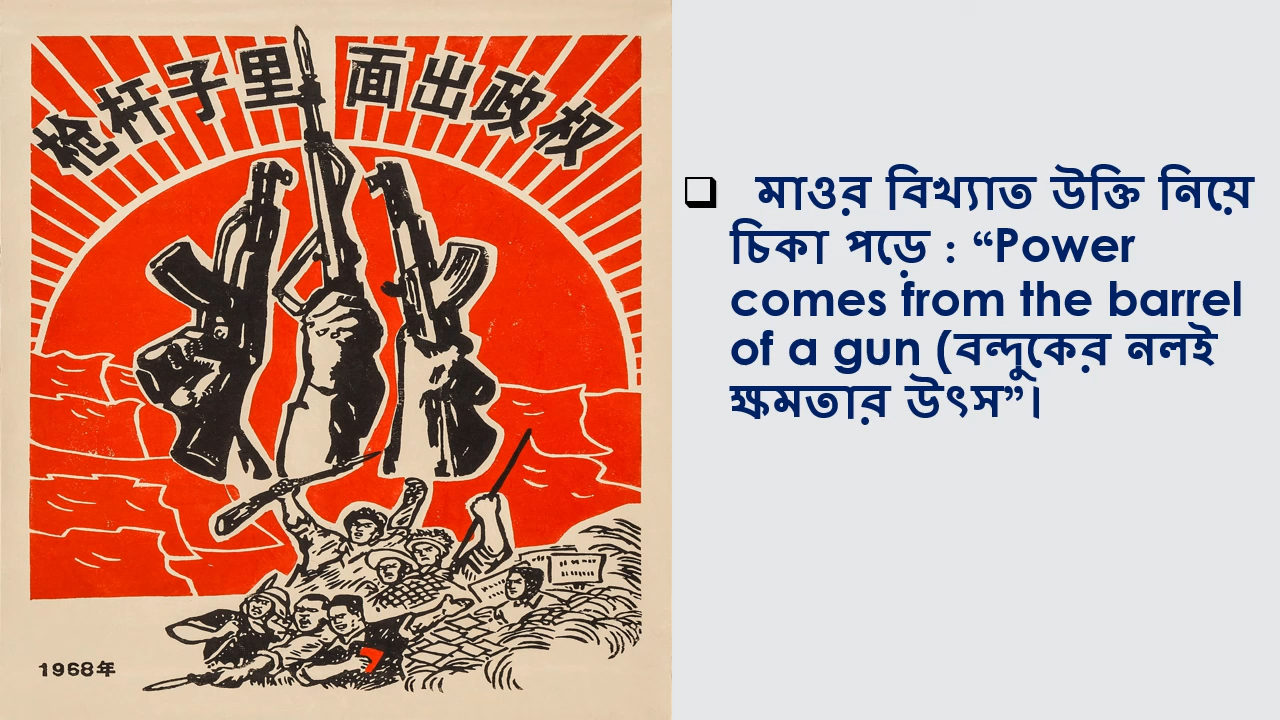 枪杆子里面出政权
1968年
❑ মাওর বিখ্যাত উক্তি নিয়ে
চিকা পড়ে : “Power
comes from the barrel
of a gun (বন্দুকের নলই
ক্ষমতার উৎস”।